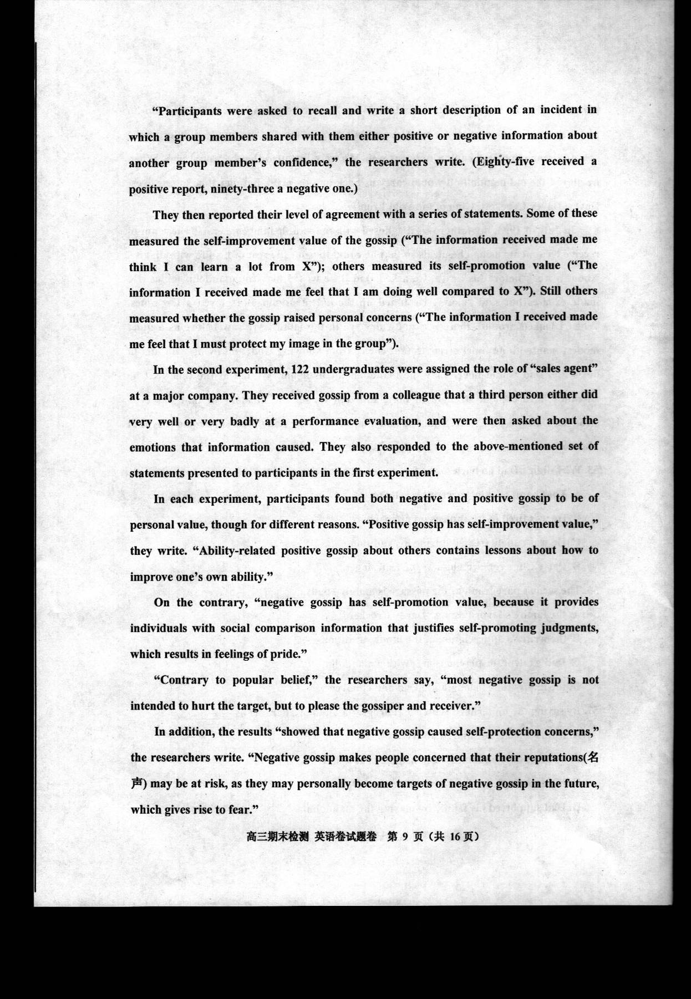 “Participants were asked to recall and write a short description of an incident in
which a group members shared with them either positive or negative information about
another group member’s confidence,” the researchers write. (Eighty-five received a
positive report, ninety-three a negative one.)
They then reported their level of agreement with a series of statements. Some of these
measured the self-improvement value of the gossip (“The information received made me
think I can learn a lot from X”); others measured its self-promotion value (“The
information I received made me feel that I am doing well compared to X”). Still others
measured whether the gossip raised personal concerns (“The information I received made
me feel that I must protect my image in the group”).
In the second experiment, 122 undergraduates were assigned the role of “sales agent”
at a major company. They received gossip from a colleague that a third person either did
very well or very badly at a performance evaluation, and were then asked about the
emotions that information caused. They also responded to the above-mentioned set of
statements presented to participants in the first experiment.
In each experiment, participants found both negative and positive gossip to be of
personal value, though for different reasons. “Positive gossip has self-improvement value,”
they write. “Ability-related positive gossip about others contains lessons about how to
improve one’s own ability.”
On the contrary, “negative gossip has self-promotion value, because it provides
individuals with social comparison information that justifies self-promoting judgments,
which results in feelings of pride.”
“Contrary to popular belief,” the researchers say, “most negative gossip is not
intended to hurt the target, but to please the gossiper and receiver.”
In addition, the results “showed that negative gossip caused self-protection concerns,”
the researchers write. “Negative gossip makes people concerned that their reputations(名
声) may be at risk, as they may personally become targets of negative gossip in the future,
which gives rise to fear.”
高三期末检测 英语卷试题卷 第 9 页（共 16 页）